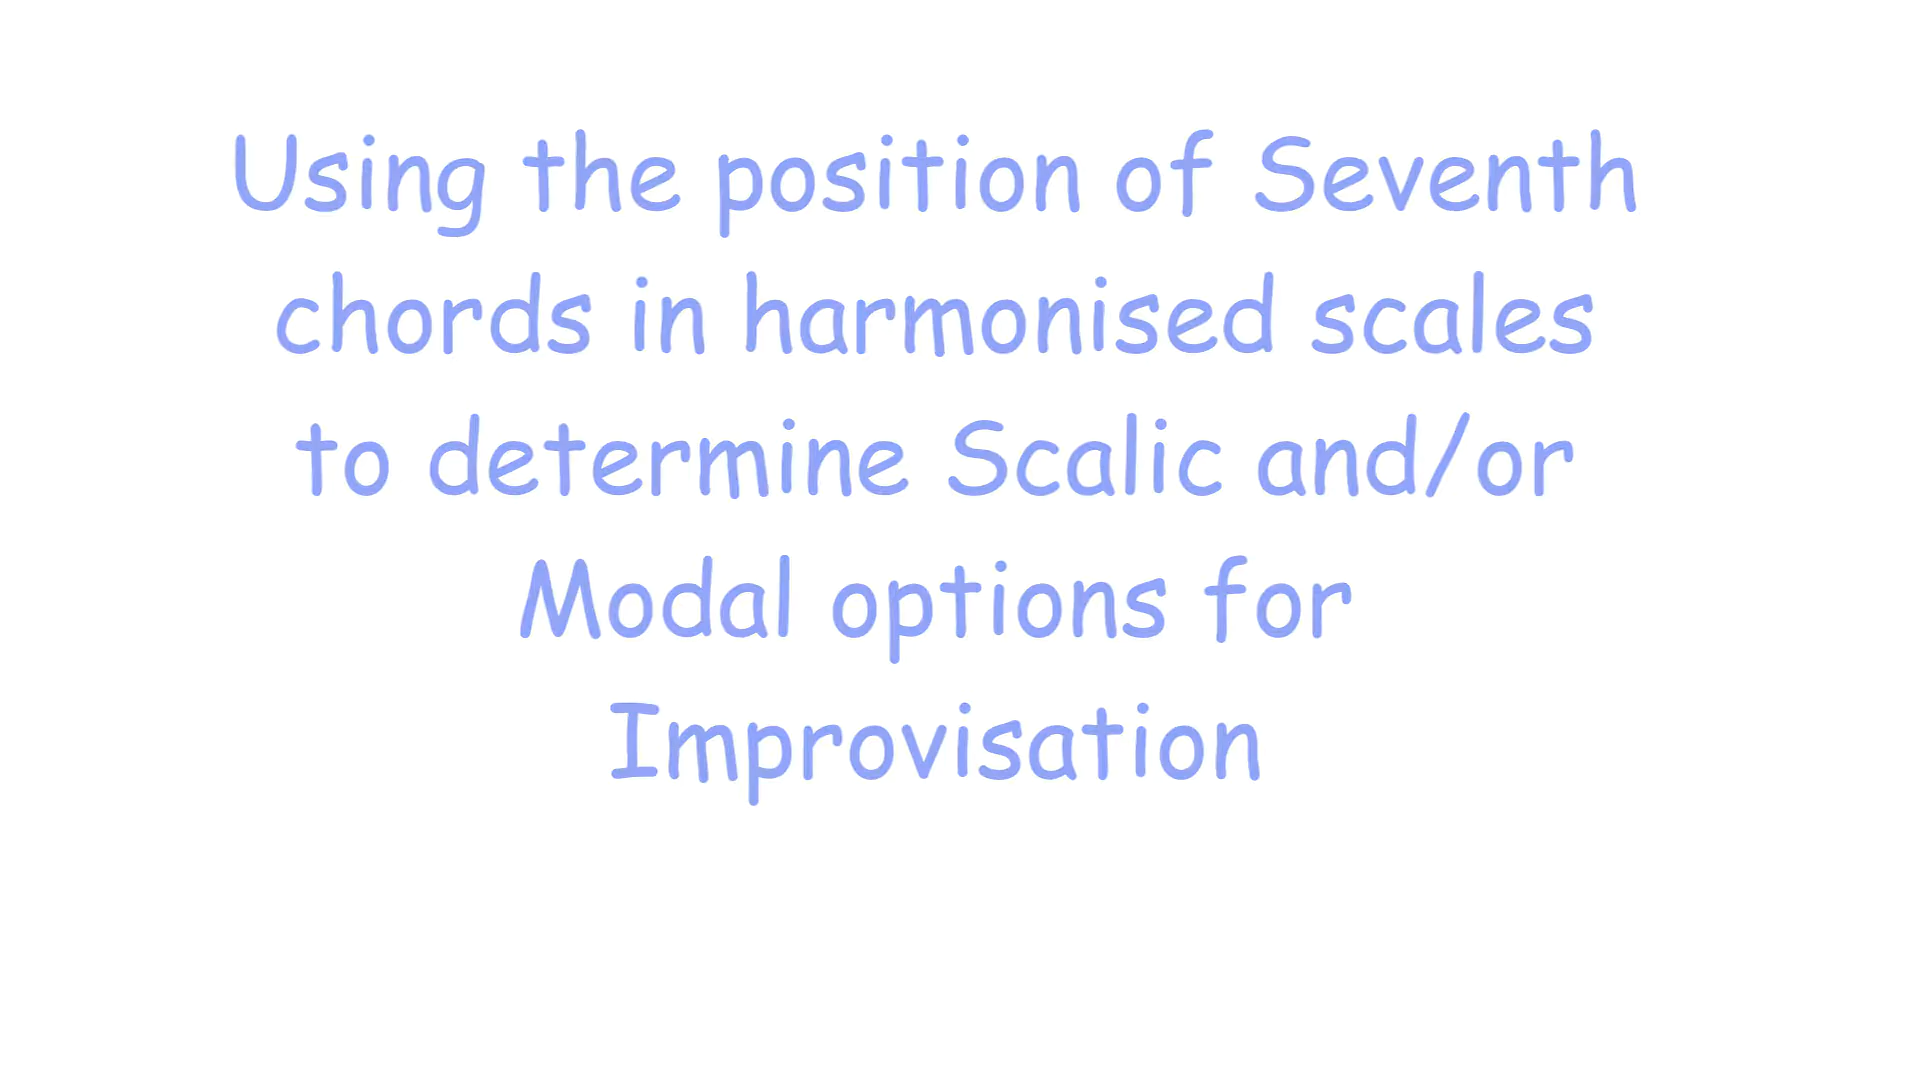 Using the position of Seventh
chords in harmonised scales
to determine Scalic and/or
Modal options for
Improvisation